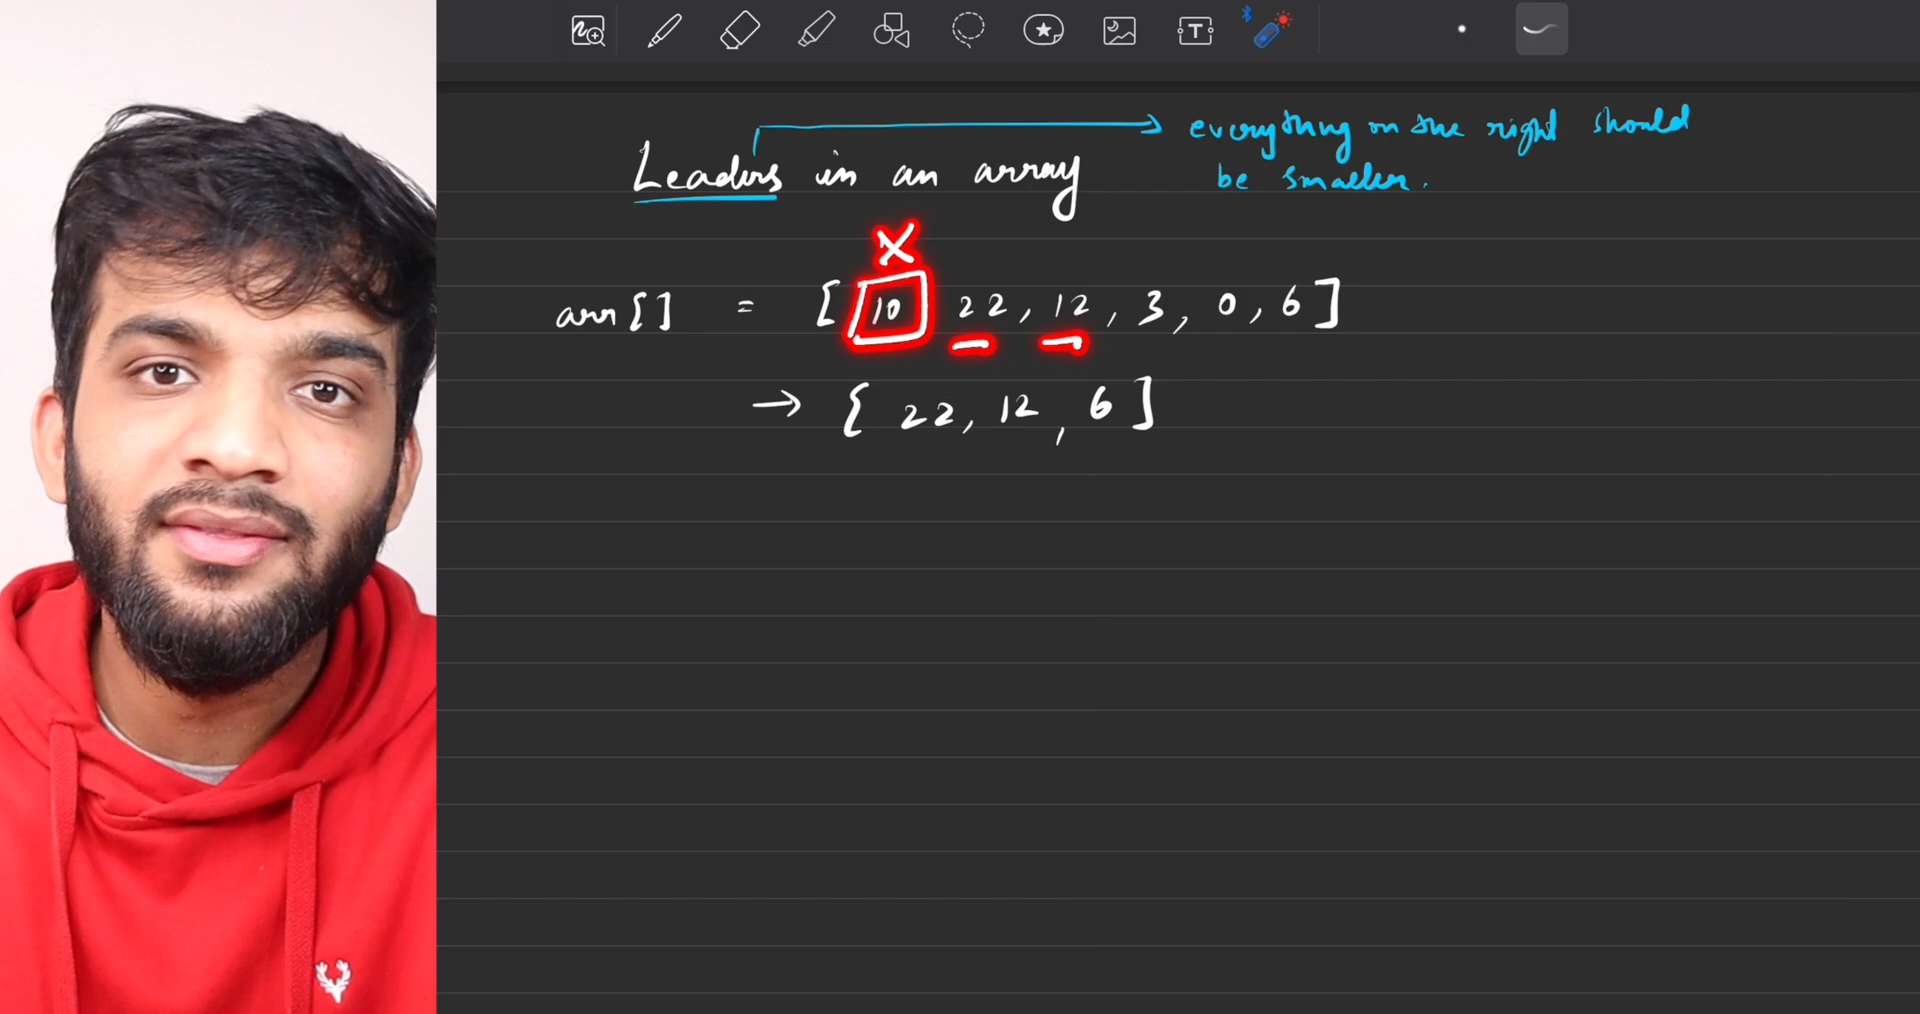 everything on the right should
be smaller.
Leaders in an array
X
arr[] = [10 22, 12, 3, 0, 6]
→ [22, 12, 6]